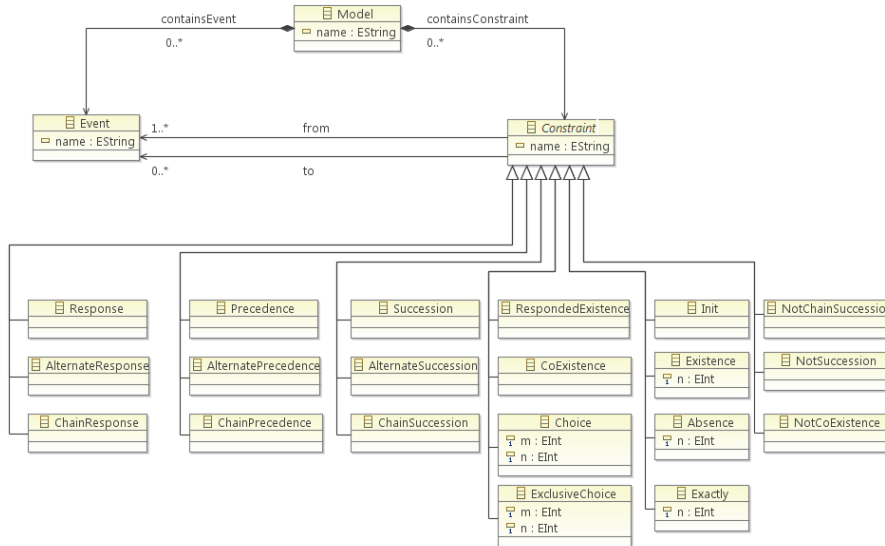 Model
name : EString
containsEvent
0..*
containsConstraint
0..*
Event
name : EString
1..*
from
0..*
to
Constraint
name : EString
Response
Precedence
Succession
RespondedExistence
Init
NotChainSuccessio
AlternateResponse
AlternatePrecedence
AlternateSuccession
CoExistence
Existence
n : EInt
NotSuccession
ChainResponse
ChainPrecedence
ChainSuccession
Choice
m : EInt
n : EInt
Absence
n : EInt
NotCoExistence
ExclusiveChoice
m : EInt
n : EInt
Exactly
n : EInt